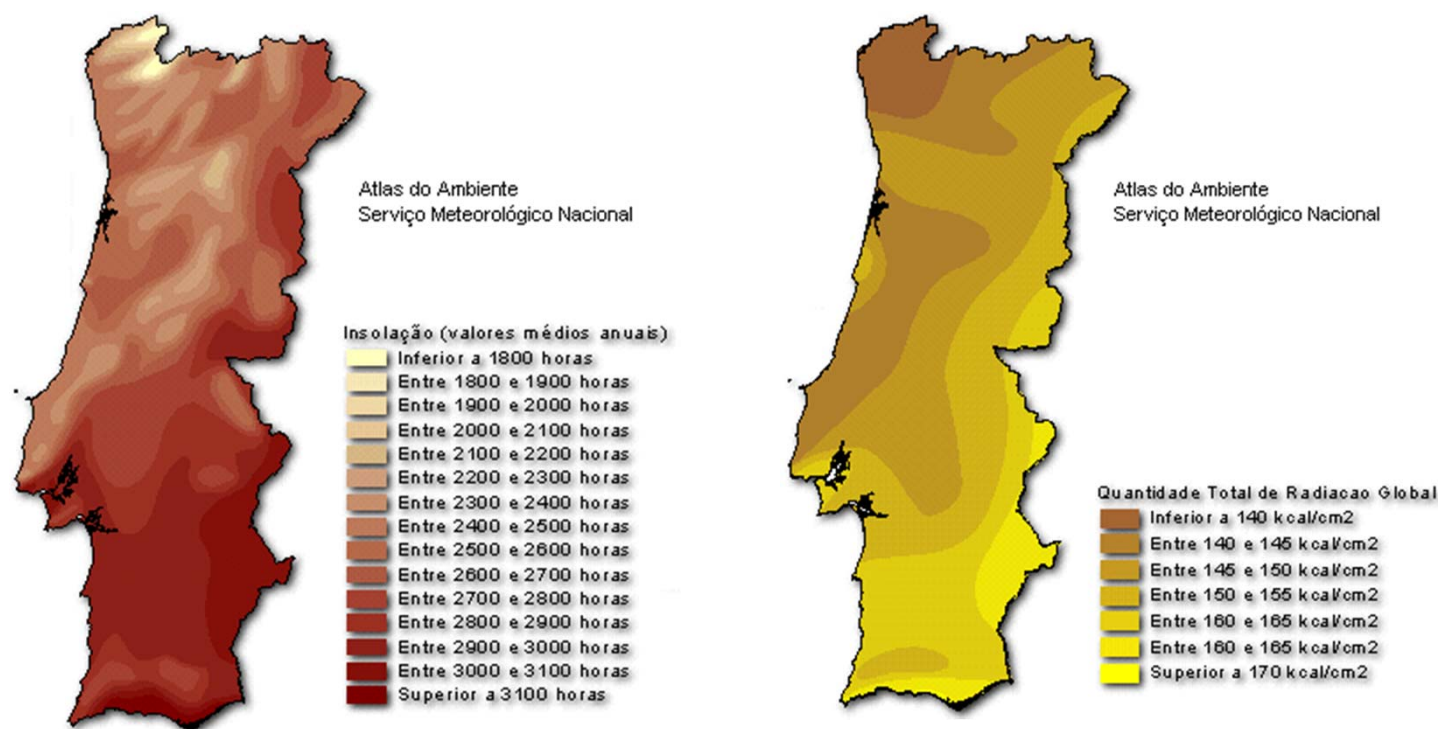 Atlas do Ambiente
Serviço Meteorológico Nacional
Insolação (valores médios anuais)
Inferior a 1800 horas
Entre 1800 e 1900 horas
Entre 1900 e 2000 horas
Entre 2000 e 2100 horas
Entre 2100 e 2200 horas
Entre 2200 e 2300 horas
Entre 2300 e 2400 horas
Entre 2400 e 2500 horas
Entre 2500 e 2600 horas
Entre 2600 e 2700 horas
Entre 2700 e 2800 horas
Entre 2800 e 2900 horas
Entre 2900 e 3000 horas
Entre 3000 e 3100 horas
Superior a 3100 horas
Atlas do Ambiente
Serviço Meteorológico Nacional
Quantidade Total de Radiacao Global
Inferior a 140 kcal/cm2
Entre 140 e 145 kcal/cm2
Entre 145 e 150 kcal/cm2
Entre 150 e 155 kcal/cm2
Entre 160 e 165 kcal/cm2
Entre 160 e 165 kcal/cm2
Superior a 170 kcal/cm2